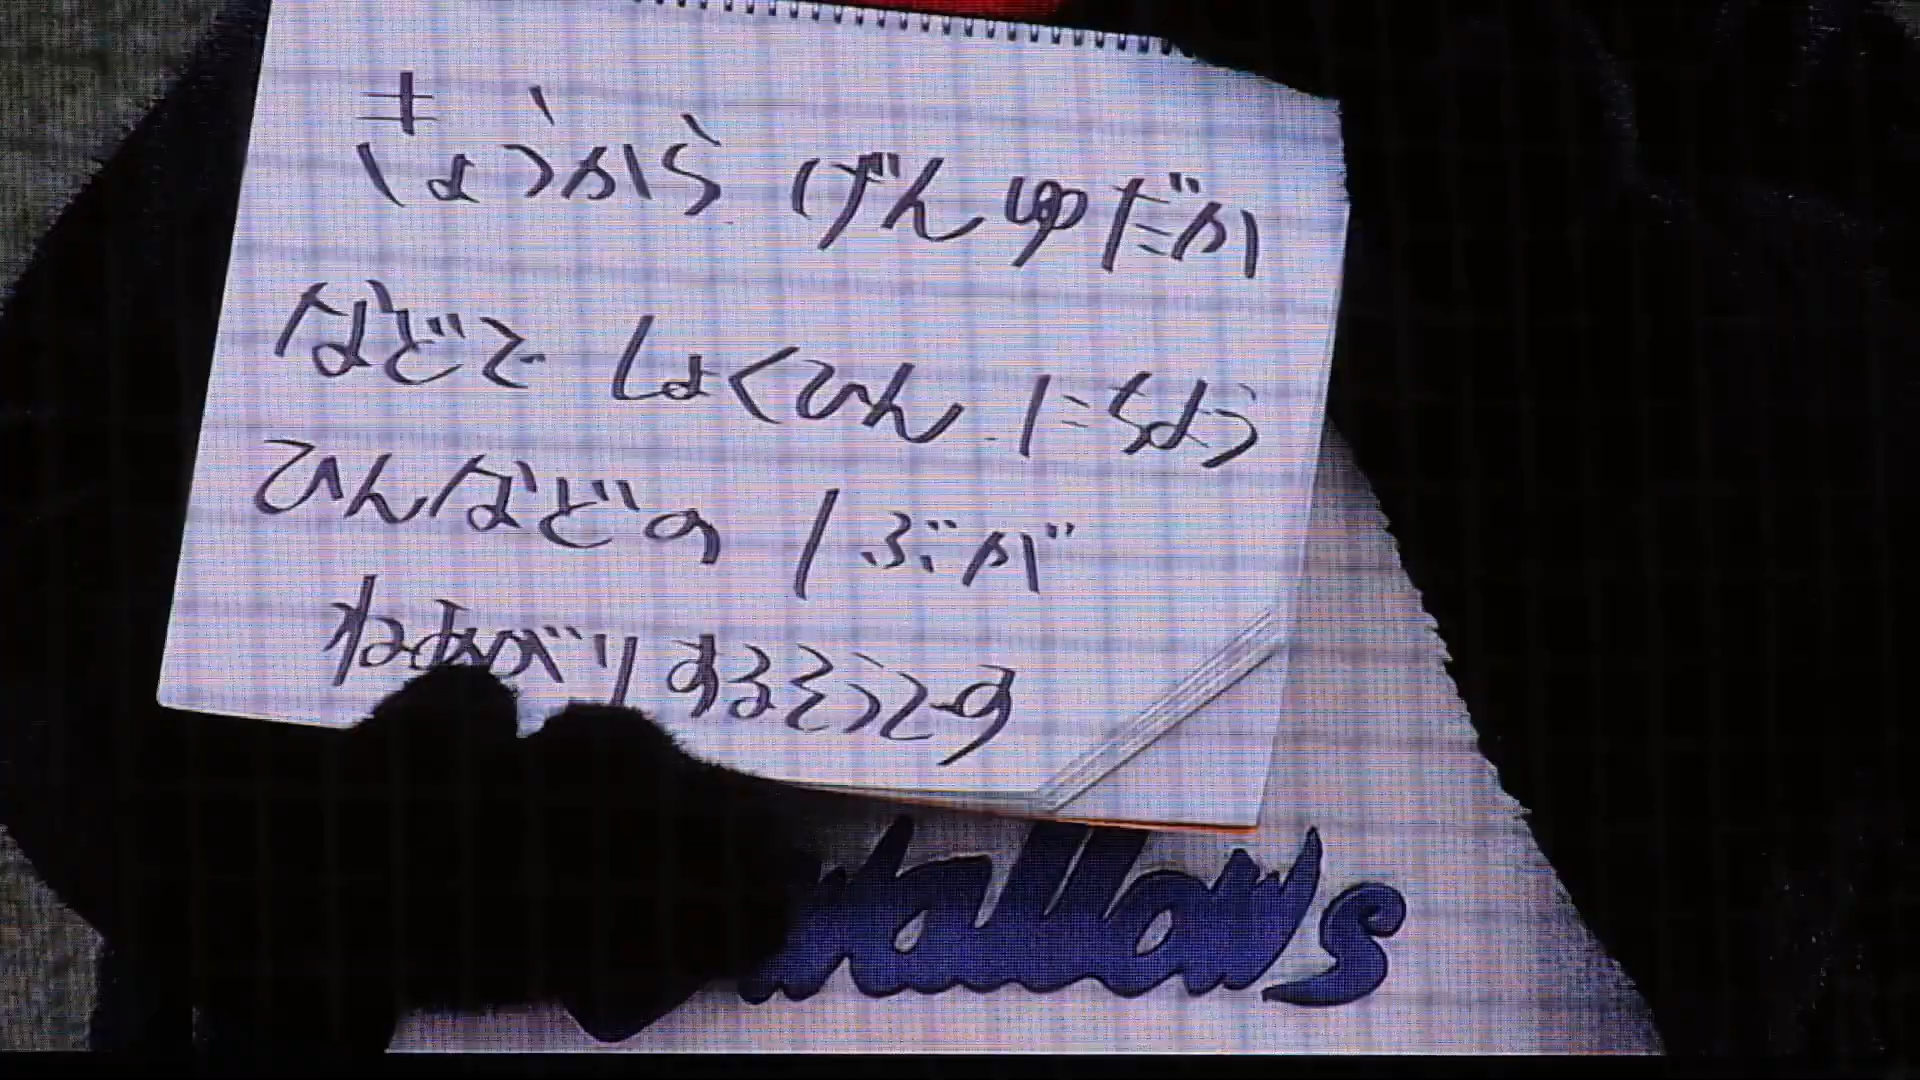 きょうから げんゆだか
などで しょくひん にちよう
ひんなどの 1ぶが
ねあがりするそうです
wallows